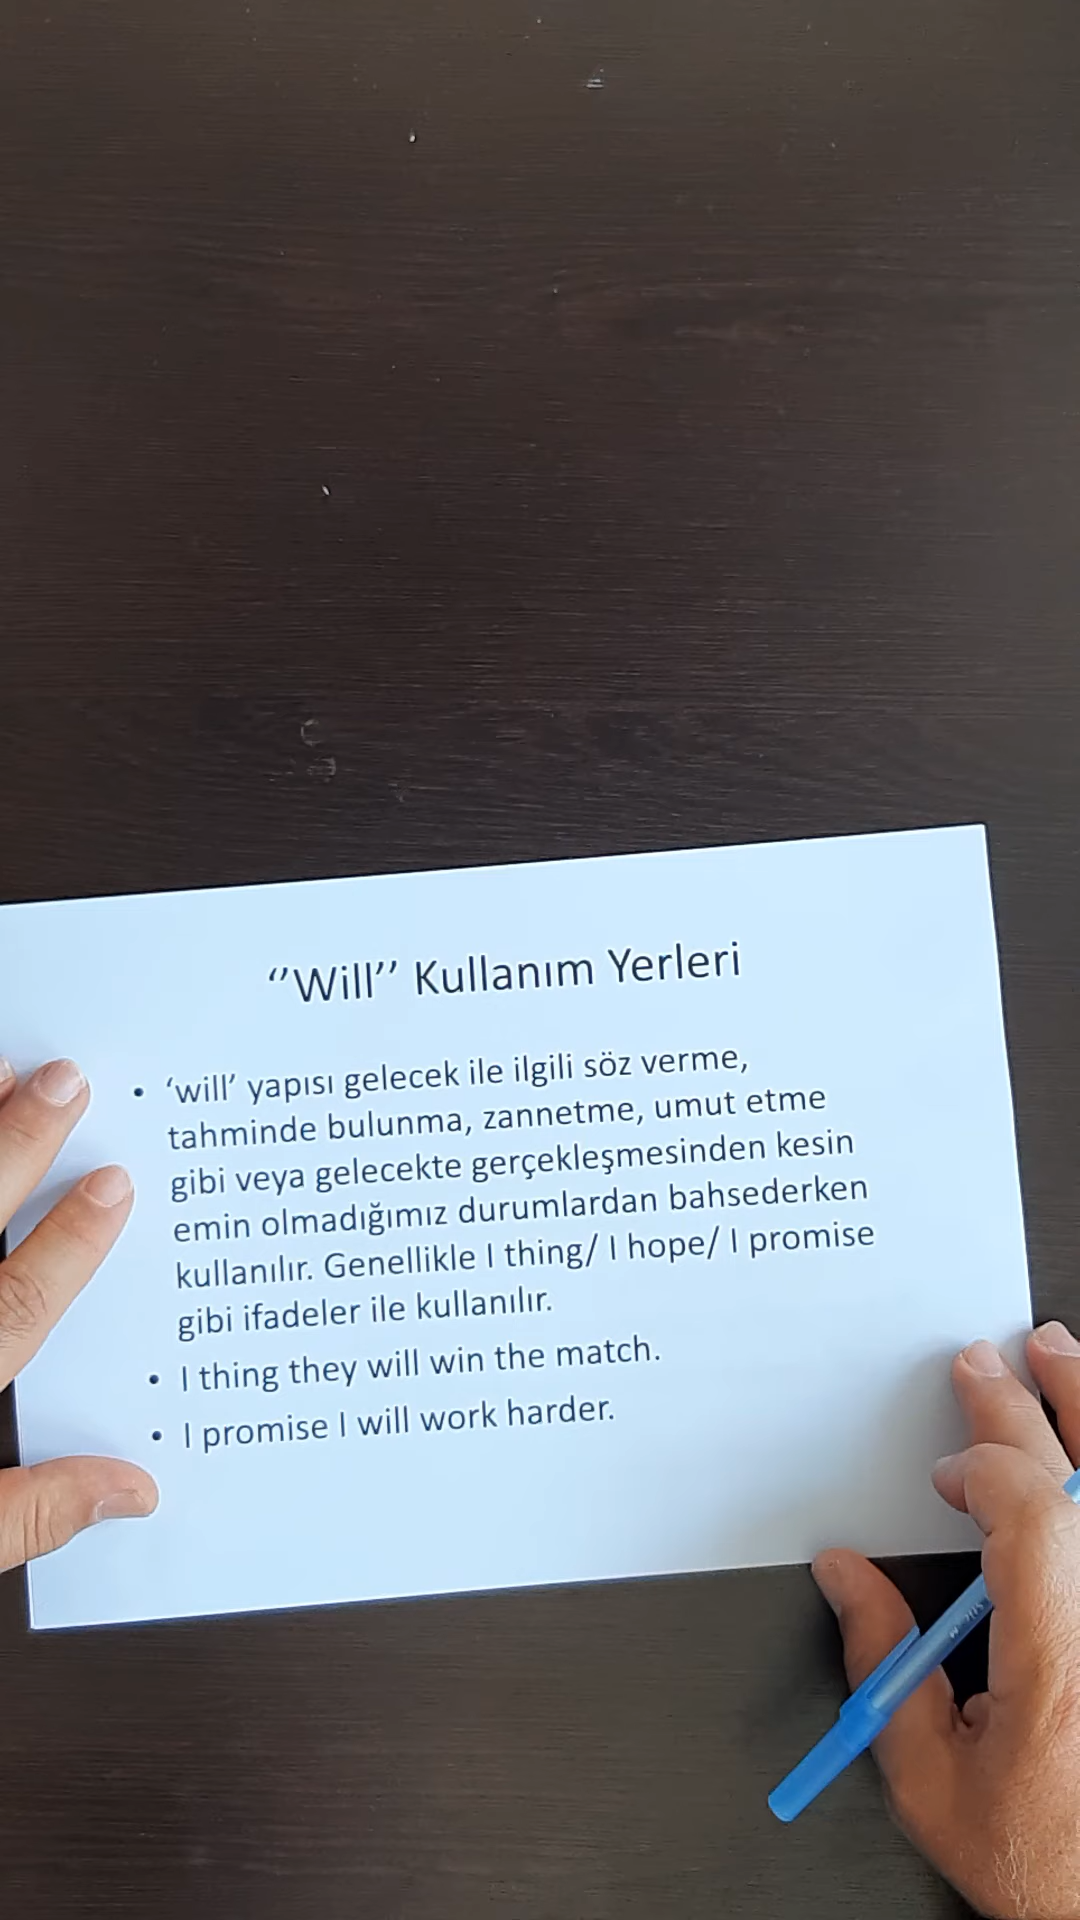 ‘’Will’’ Kullanım Yerleri
• ‘will’ yapısı gelecek ile ilgili söz verme,
tahminde bulunma, zannetme, umut etme
gibi veya gelecekte gerçekleşmesinden kesin
emin olmadığımız durumlardan bahsederken
kullanılır. Genellikle I thing/ I hope/ I promise
gibi ifadeler ile kullanılır.
• I thing they will win the match.
• I promise I will work harder.